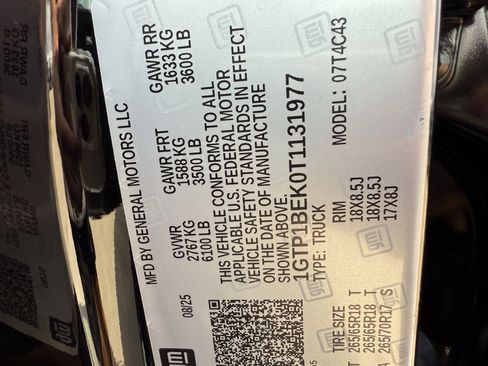 MFD BY GENERAL MOTORS LLC
08/25
GVWR
2767 KG
6100 LB
GAWR FRT
1588 KG
3500 LB
GAWR RR
1633 KG
3600 LB
THIS VEHICLE CONFORMS TO ALL
APPLICABLE U.S. FEDERAL MOTOR
VEHICLE SAFETY STANDARDS IN EFFECT
ON THE DATE OF MANUFACTURE
SHOWN ABOVE.
1GTP1BEK0T1131977
TYPE: TRUCK
MODEL: 07T4C43
TIRE SIZE RIM
265/65R18 T 18X8.5J
265/65R18 T 18X8.5J
265/70R17 S 17X8J
gm